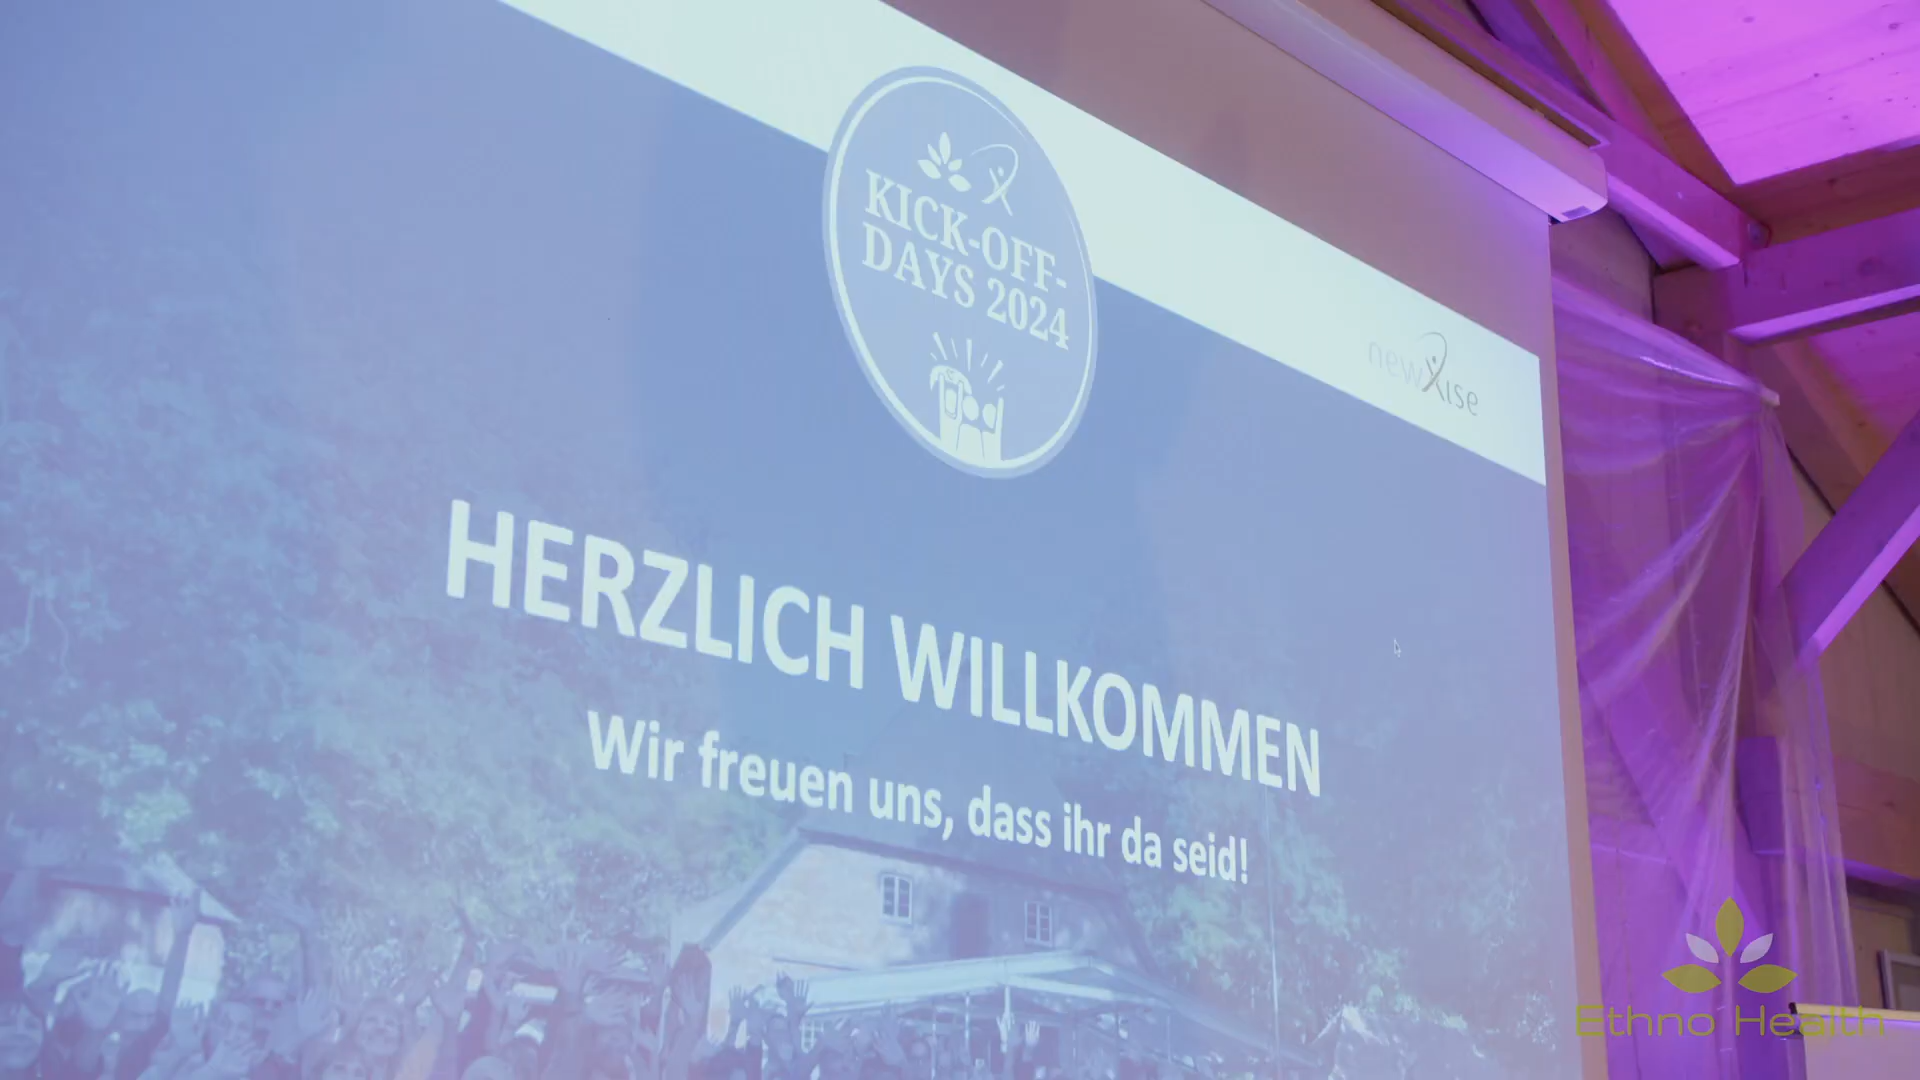 KICK-OFF-
DAYS 2024
newRise
HERZLICH WILLKOMMEN
Wir freuen uns, dass ihr da seid!
Ethno Health